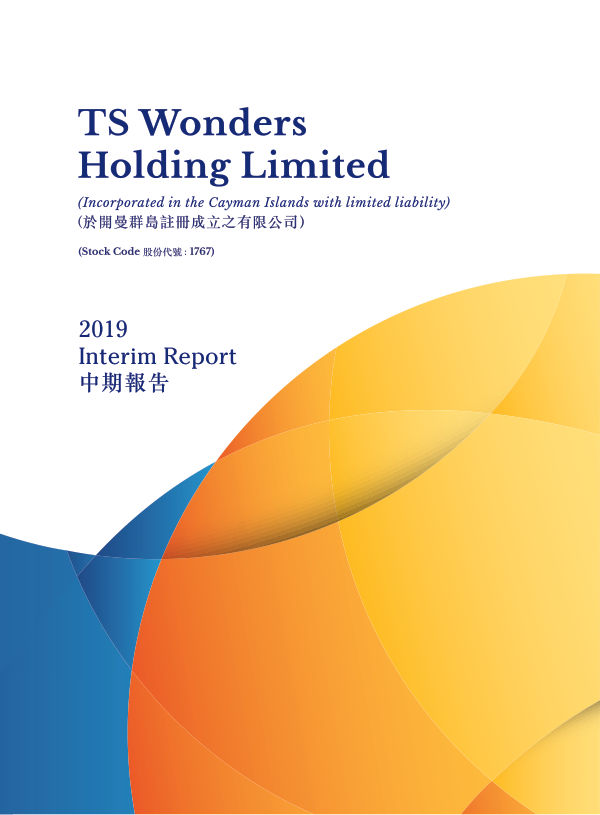 TS Wonders
Holding Limited
(Incorporated in the Cayman Islands with limited liability)
(於開曼群島註冊成立之有限公司)
(Stock Code 股份代號 : 1767)
2019
Interim Report
中期報告